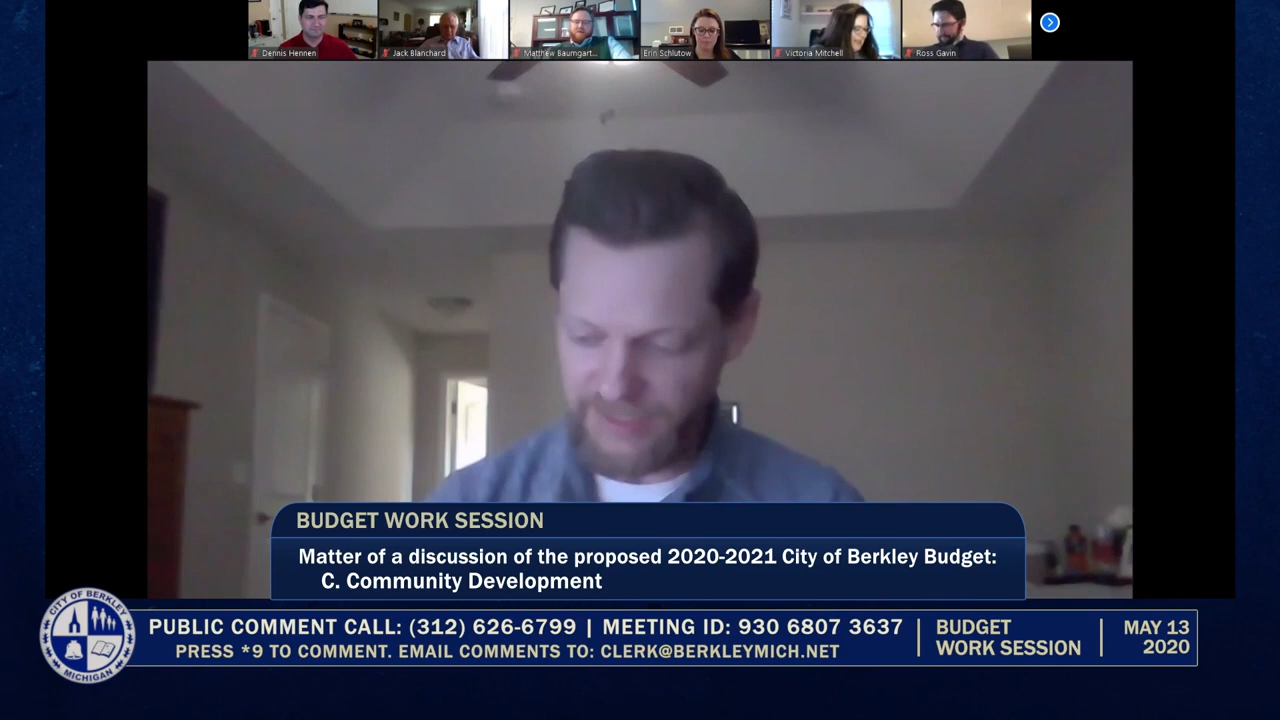 Dennis Hennen
Jack Blanchard
Matthew Baumgart...
Erin Schlutow
Victoria Mitchell
Ross Gavin
BUDGET WORK SESSION
Matter of a discussion of the proposed 2020-2021 City of Berkley Budget:
C. Community Development
CITY OF BERKLEY
MICHIGAN
PUBLIC COMMENT CALL: (312) 626-6799 | MEETING ID: 930 6807 3637
PRESS *9 TO COMMENT. EMAIL COMMENTS TO: CLERK@BERKLEYMICH.NET
BUDGET
WORK SESSION
MAY 13
2020